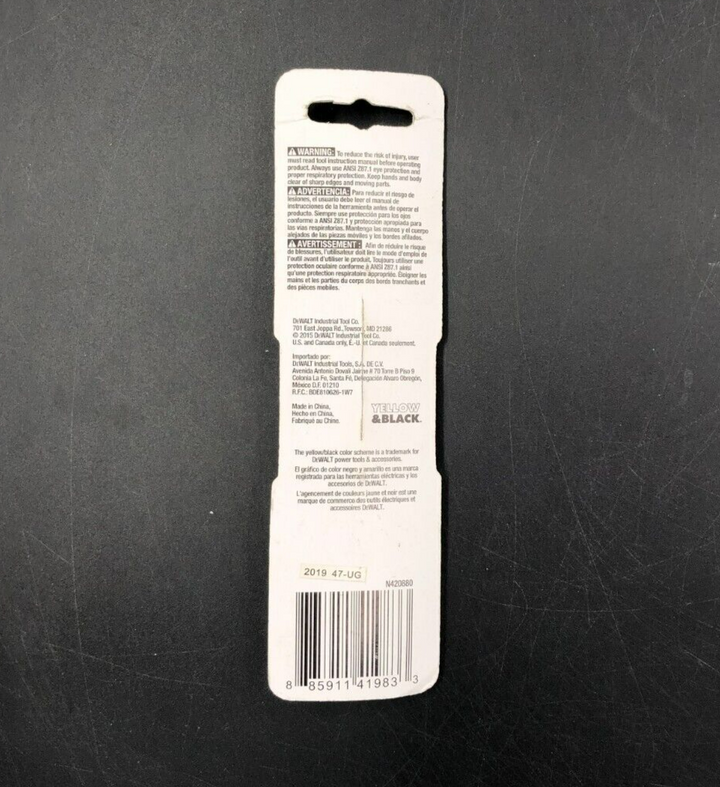 WARNING: To reduce the risk of injury, user
must read tool instruction manual before operating
product. Always use ANSI Z87.1 eye protection and
proper respiratory protection. Keep hands and body
clear of sharp edges and moving parts.
ADVERTENCIA: Para reducir el riesgo de
lesiones, el usuario debe leer el manual de
instrucciones de la herramienta antes de operar el
producto. Siempre use protección para los ojos
conforme a ANSI Z87.1 y protección apropiada para
las vías respiratorias. Mantenga las manos y el cuerpo
alejados de las piezas móviles y los bordes afilados.
AVERTISSEMENT : Afin de réduire le risque
de blessures, l'utilisateur doit lire le mode d'emploi de
l'outil avant d'utiliser le produit. Toujours utiliser une
protection oculaire conforme à ANSI Z87.1 ainsi
qu'une protection respiratoire appropriée. Éloigner les
mains et les parties du corps des bords tranchants et
des pièces mobiles.
DEWALT Industrial Tool Co.
701 East Joppa Rd., Towson, MD 21286
© 2015 DEWALT Industrial Tool Co.
U.S. and Canada only, É.-U. et Canada seulement.
Importado por:
DEWALT Industrial Tools, S.A. DE C.V.
Avenida Antonio Dovali Jaime # 70 Torre B Piso 9
Colonia La Fe, Santa Fé, Delegación Alvaro Obregón,
México D.F. 01210
R.F.C.: BDE810626-1W7
Made in China,
Hecho en China,
Fabriqué au Chine.
YELLOW
&BLACK.
The yellow/black color scheme is a trademark for
DEWALT power tools & accessories.
El gráfico de color negro y amarillo es una marca
registrado para las herramientas electricas y los
accesorios de DEWALT.
L'agencement de couleurs jaune et noir est une
marque de commerce des outils électriques et
accessoires DEWALT.
2019 47-UG
N420880
8 85911 41983 3